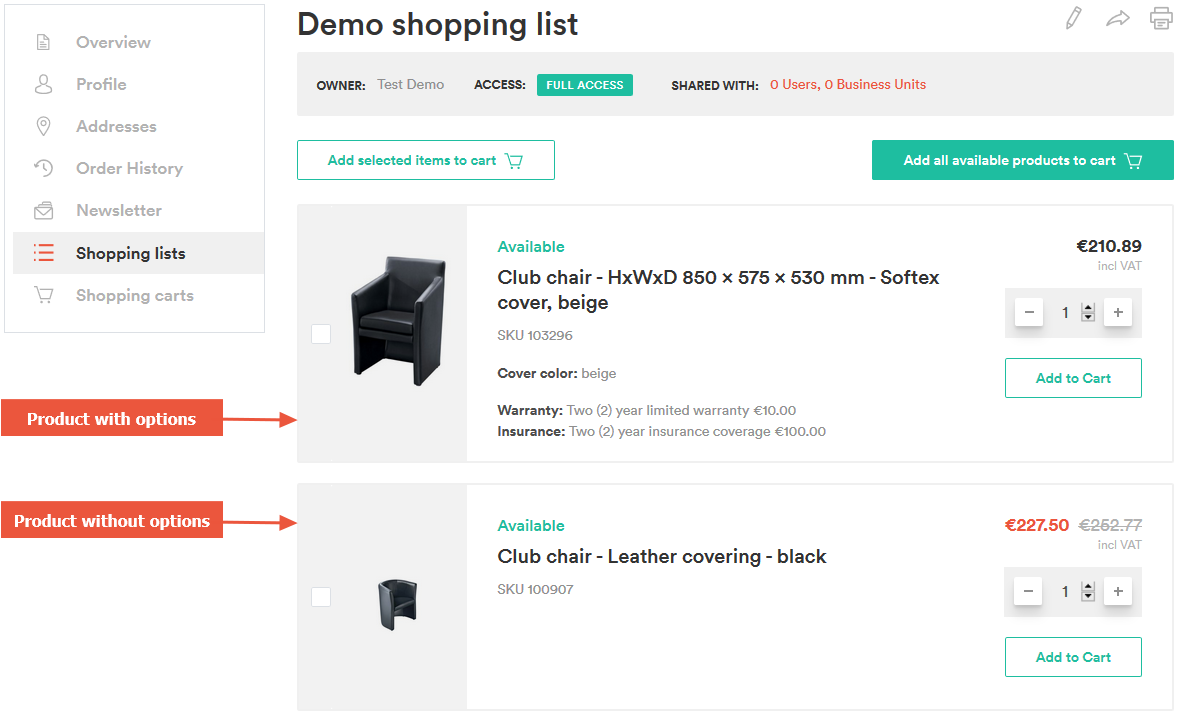 Overview
Profile
Addresses
Order History
Newsletter
Shopping lists
Shopping carts
Product with options
Product without options
Demo shopping list
OWNER: Test Demo ACCESS: FULL ACCESS SHARED WITH: 0 Users, 0 Business Units
Add selected items to cart
Add all available products to cart
Available
Club chair - HxWxD 850 × 575 × 530 mm - Softex
cover, beige
SKU 103296
Cover color: beige
Warranty: Two (2) year limited warranty €10.00
Insurance: Two (2) year insurance coverage €100.00
€210.89
incl VAT
− 1 +
Add to Cart
Available
Club chair - Leather covering - black
SKU 100907
€227.50 €252.77
incl VAT
− 1 +
Add to Cart